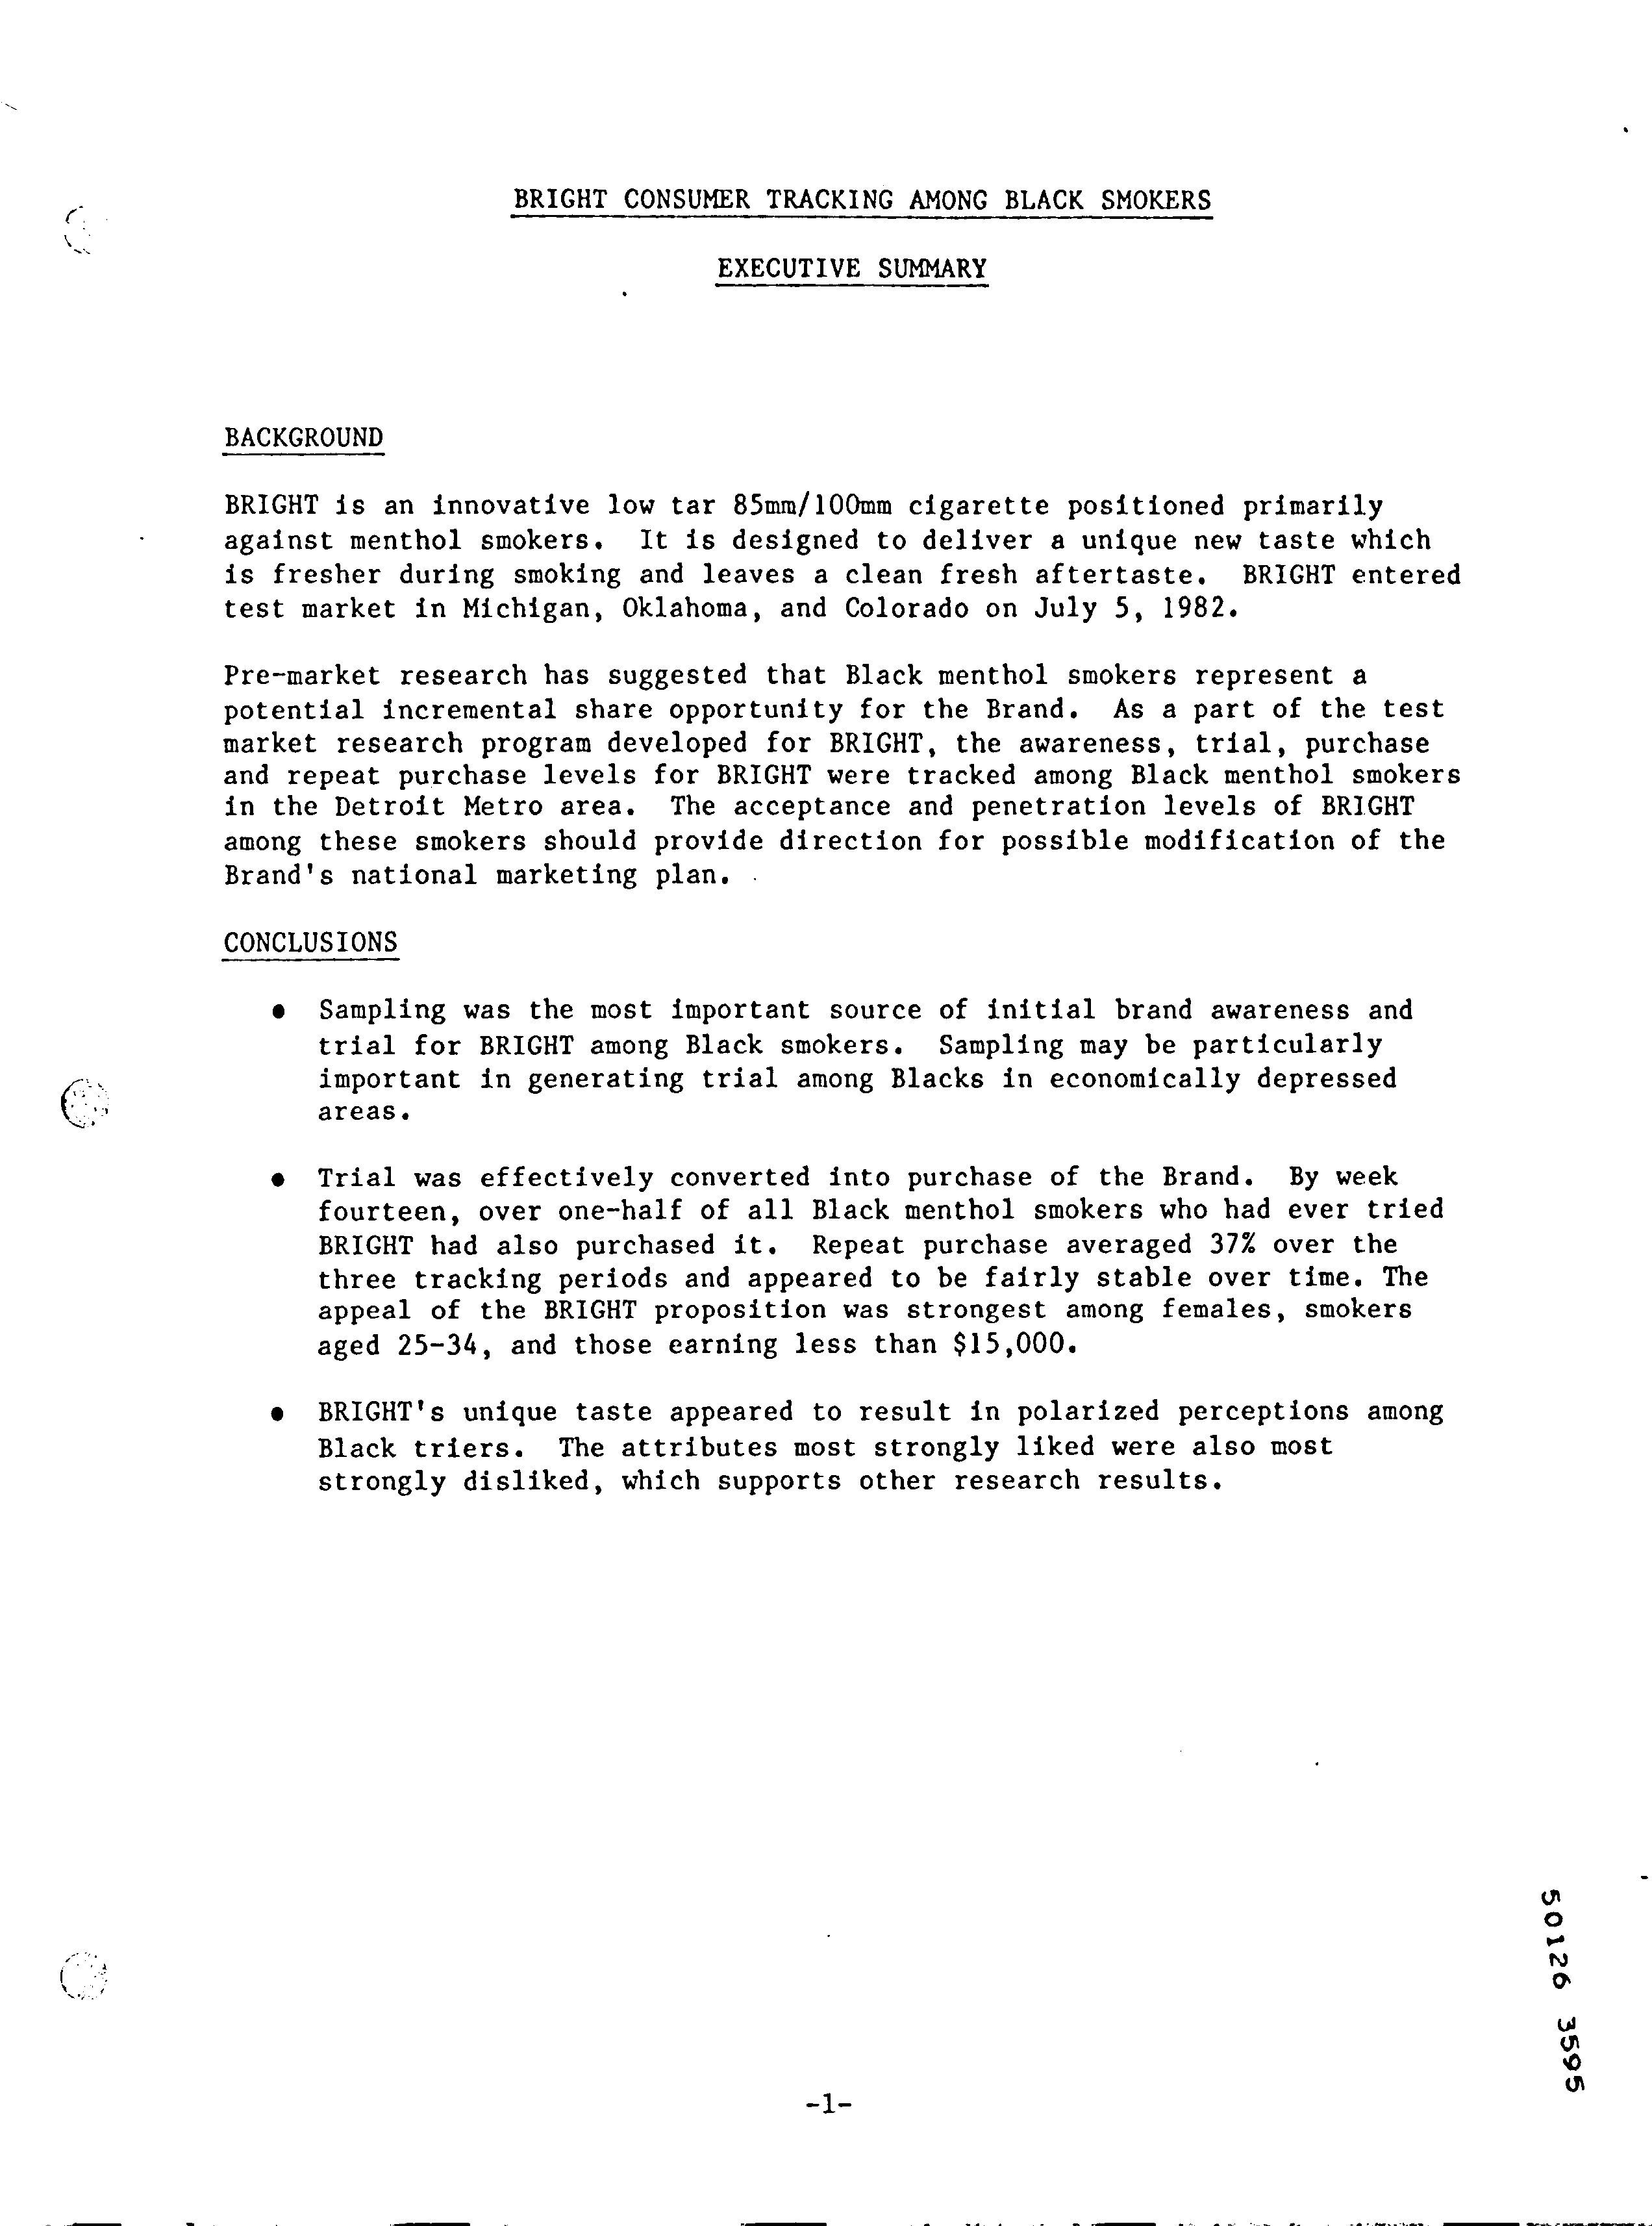 BRIGHT CONSUMER TRACKING AMONG BLACK SMOKERS
EXECUTIVE SUMMARY
BACKGROUND
BRIGHT is an innovative low tar 85mm/100mm cigarette positioned primarily
against menthol smokers. It is designed to deliver a unique new taste which
is fresher during smoking and leaves a clean fresh aftertaste. BRIGHT entered
test market in Michigan, Oklahoma, and Colorado on July 5, 1982.
Pre-market research has suggested that Black menthol smokers represent a
potential incremental share opportunity for the Brand. As a part of the test
market research program developed for BRIGHT, the awareness, trial, purchase
and repeat purchase levels for BRIGHT were tracked among Black menthol smokers
in the Detroit Metro area. The acceptance and penetration levels of BRIGHT
among these smokers should provide direction for possible modification of the
Brand's national marketing plan.
CONCLUSIONS
• Sampling was the most important source of initial brand awareness and
trial for BRIGHT among Black smokers. Sampling may be particularly
important in generating trial among Blacks in economically depressed
areas.
• Trial was effectively converted into purchase of the Brand. By week
fourteen, over one-half of all Black menthol smokers who had ever tried
BRIGHT had also purchased it. Repeat purchase averaged 37% over the
three tracking periods and appeared to be fairly stable over time. The
appeal of the BRIGHT proposition was strongest among females, smokers
aged 25-34, and those earning less than $15,000.
• BRIGHT's unique taste appeared to result in polarized perceptions among
Black triers. The attributes most strongly liked were also most
strongly disliked, which supports other research results.
50126 3595
-1-